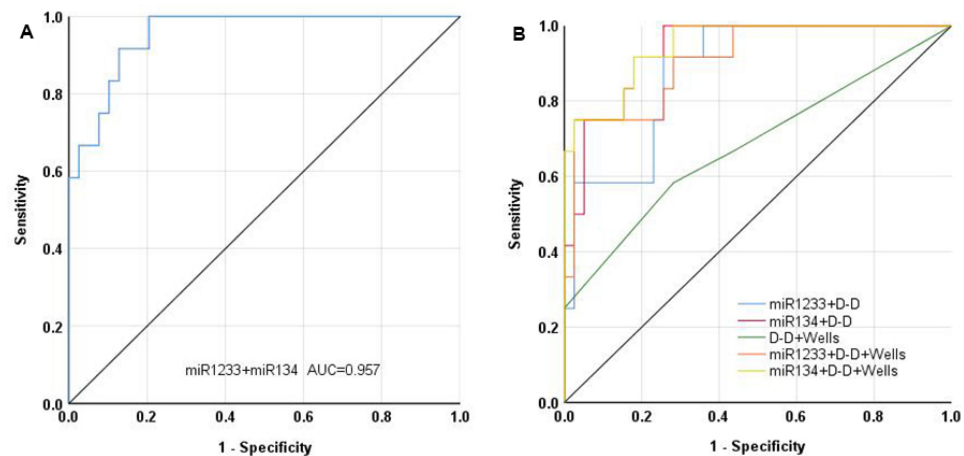 A
1.0
0.8
0.6
0.4
0.2
0.0
Sensitivity
miR1233+miR134 AUC=0.957
0.0 0.2 0.4 0.6 0.8 1.0
1 - Specificity
B
1.0
0.8
0.6
0.4
0.2
0.0
Sensitivity
miR1233+D-D
miR134+D-D
D-D+Wells
miR1233+D-D+Wells
miR134+D-D+Wells
0.0 0.2 0.4 0.6 0.8 1.0
1 - Specificity